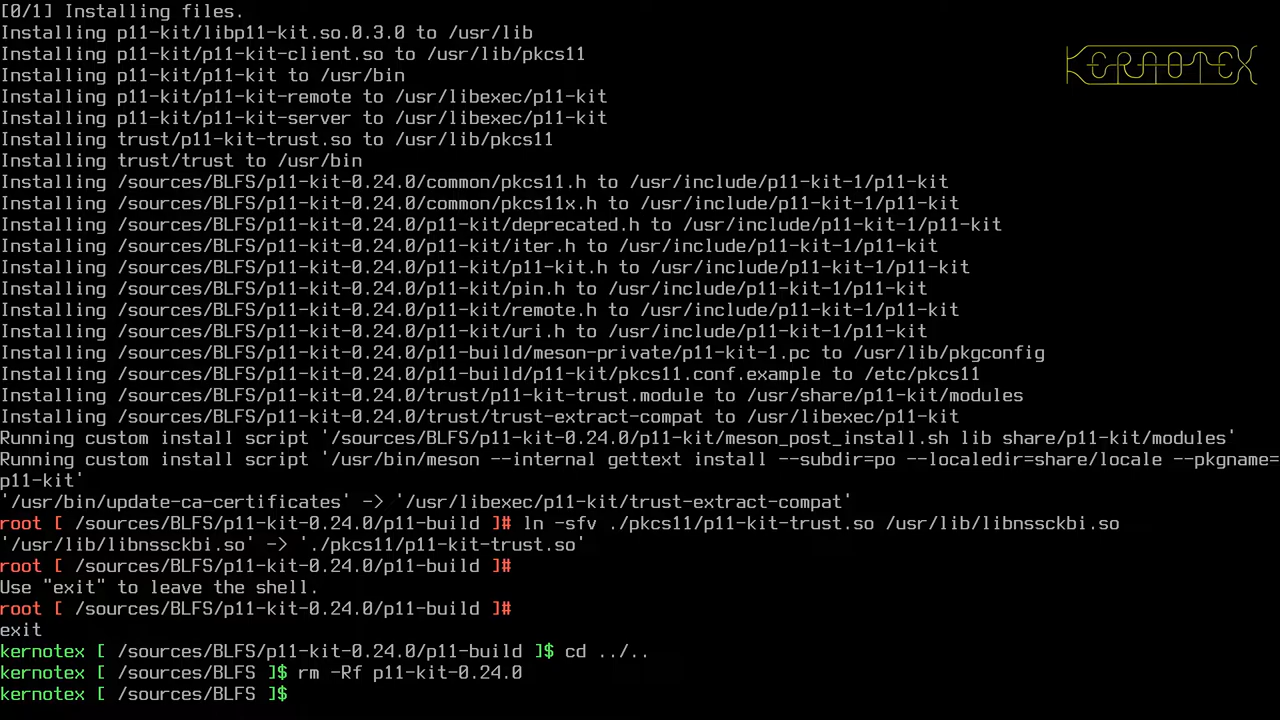 [0/1] Installing files.
Installing p11-kit/libp11-kit.so.0.3.0 to /usr/lib
Installing p11-kit/p11-kit-client.so to /usr/lib/pkcs11
Installing p11-kit/p11-kit to /usr/bin
Installing p11-kit/p11-kit-remote to /usr/libexec/p11-kit
Installing p11-kit/p11-kit-server to /usr/libexec/p11-kit
Installing trust/p11-kit-trust.so to /usr/lib/pkcs11
Installing trust/trust to /usr/bin
Installing /sources/BLFS/p11-kit-0.24.0/common/pkcs11.h to /usr/include/p11-kit-1/p11-kit
Installing /sources/BLFS/p11-kit-0.24.0/common/pkcs11x.h to /usr/include/p11-kit-1/p11-kit
Installing /sources/BLFS/p11-kit-0.24.0/p11-kit/deprecated.h to /usr/include/p11-kit-1/p11-kit
Installing /sources/BLFS/p11-kit-0.24.0/p11-kit/iter.h to /usr/include/p11-kit-1/p11-kit
Installing /sources/BLFS/p11-kit-0.24.0/p11-kit/p11-kit.h to /usr/include/p11-kit-1/p11-kit
Installing /sources/BLFS/p11-kit-0.24.0/p11-kit/pin.h to /usr/include/p11-kit-1/p11-kit
Installing /sources/BLFS/p11-kit-0.24.0/p11-kit/remote.h to /usr/include/p11-kit-1/p11-kit
Installing /sources/BLFS/p11-kit-0.24.0/p11-kit/uri.h to /usr/include/p11-kit-1/p11-kit
Installing /sources/BLFS/p11-kit-0.24.0/p11-build/meson-private/p11-kit-1.pc to /usr/lib/pkgconfig
Installing /sources/BLFS/p11-kit-0.24.0/p11-build/p11-kit/pkcs11.conf.example to /etc/pkcs11
Installing /sources/BLFS/p11-kit-0.24.0/trust/p11-kit-trust.module to /usr/share/p11-kit/modules
Installing /sources/BLFS/p11-kit-0.24.0/trust/trust-extract-compat to /usr/libexec/p11-kit
Running custom install script '/sources/BLFS/p11-kit-0.24.0/p11-kit/meson_post_install.sh lib share/p11-kit/modules'
Running custom install script '/usr/bin/meson --internal gettext install --subdir=po --localedir=share/locale --pkgname=
p11-kit'
'/usr/bin/update-ca-certificates' -> '/usr/libexec/p11-kit/trust-extract-compat'
root [ /sources/BLFS/p11-kit-0.24.0/p11-build ]# ln -sfv ./pkcs11/p11-kit-trust.so /usr/lib/libnssckbi.so
'/usr/lib/libnssckbi.so' -> './pkcs11/p11-kit-trust.so'
root [ /sources/BLFS/p11-kit-0.24.0/p11-build ]#
Use "exit" to leave the shell.
root [ /sources/BLFS/p11-kit-0.24.0/p11-build ]#
exit
kernotex [ /sources/BLFS/p11-kit-0.24.0/p11-build ]$ cd ../..
kernotex [ /sources/BLFS ]$ rm -Rf p11-kit-0.24.0
kernotex [ /sources/BLFS ]$
KERNOTEX